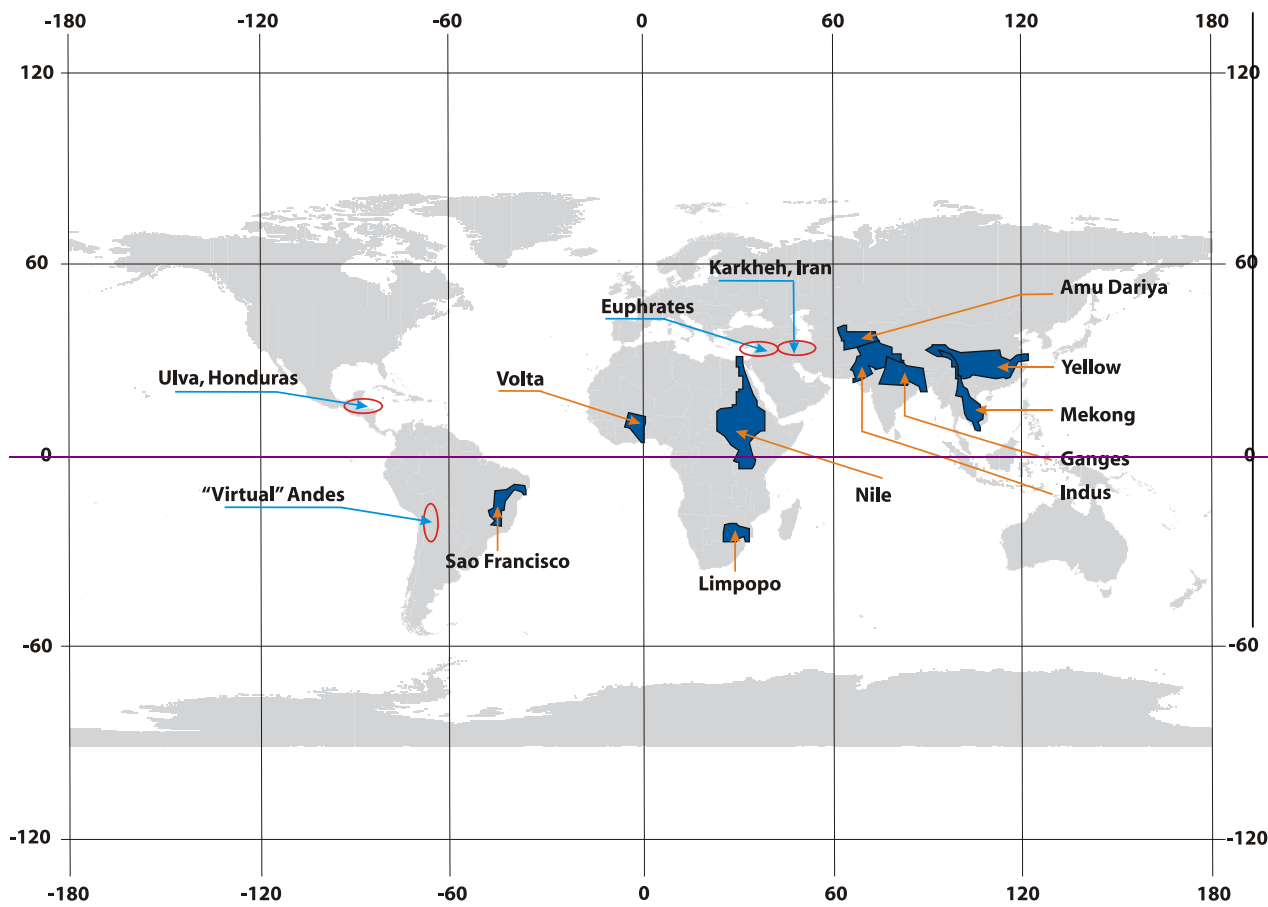 -180 -120 -60 0 60 120 180
120 120
60 60
Karkheh, Iran
Amu Dariya
Euphrates
Yellow
Ulva, Honduras
Volta
Mekong
0 0
Ganges
Indus
Nile
“Virtual” Andes
Sao Francisco
Limpopo
-60 -60
-120 -120
-180 -120 -60 0 60 120 180